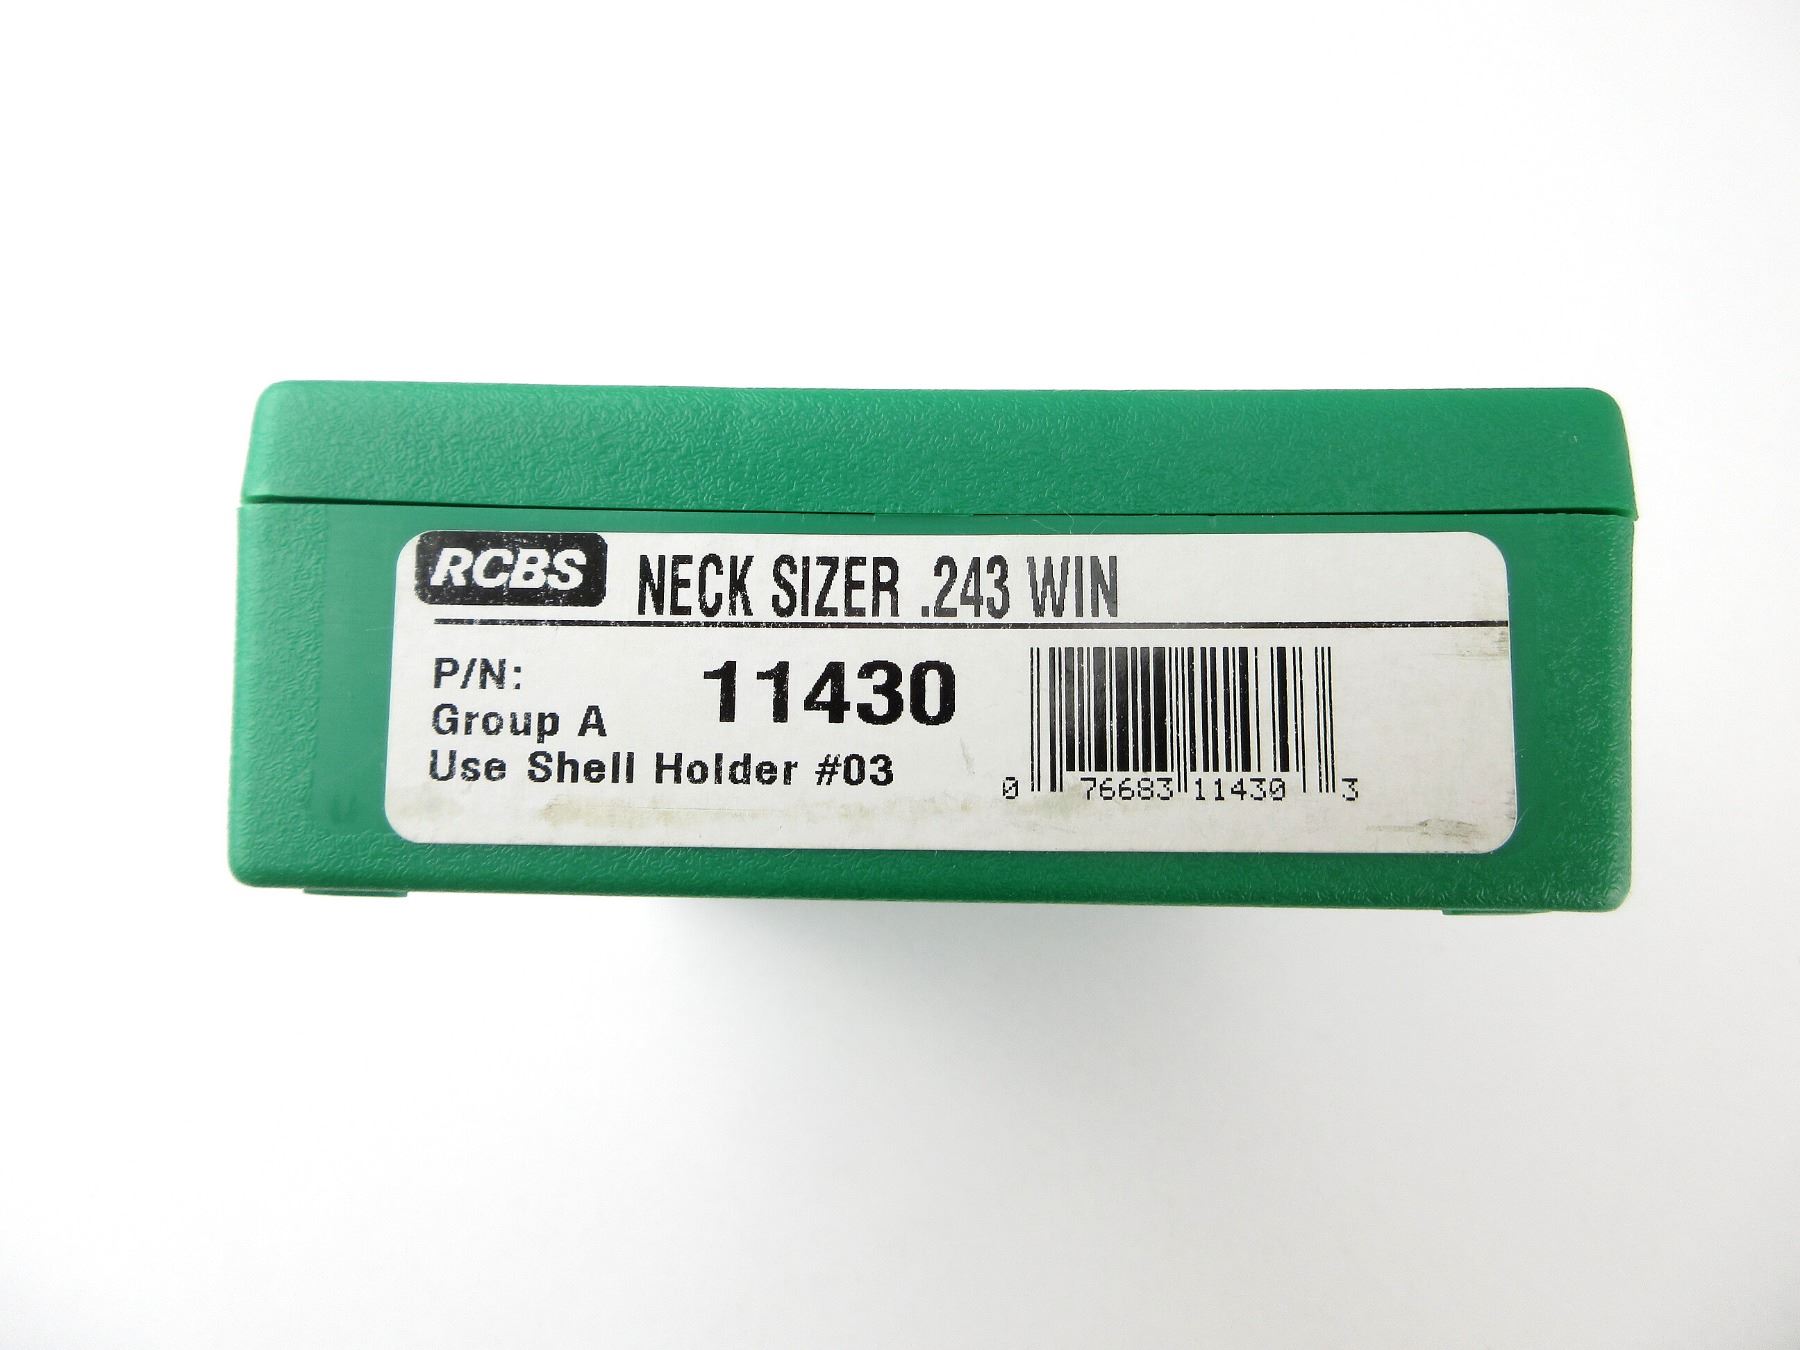 RCBS NECK SIZER .243 WIN
P/N: 11430
Group A
Use Shell Holder #03
0 76683 11430 3